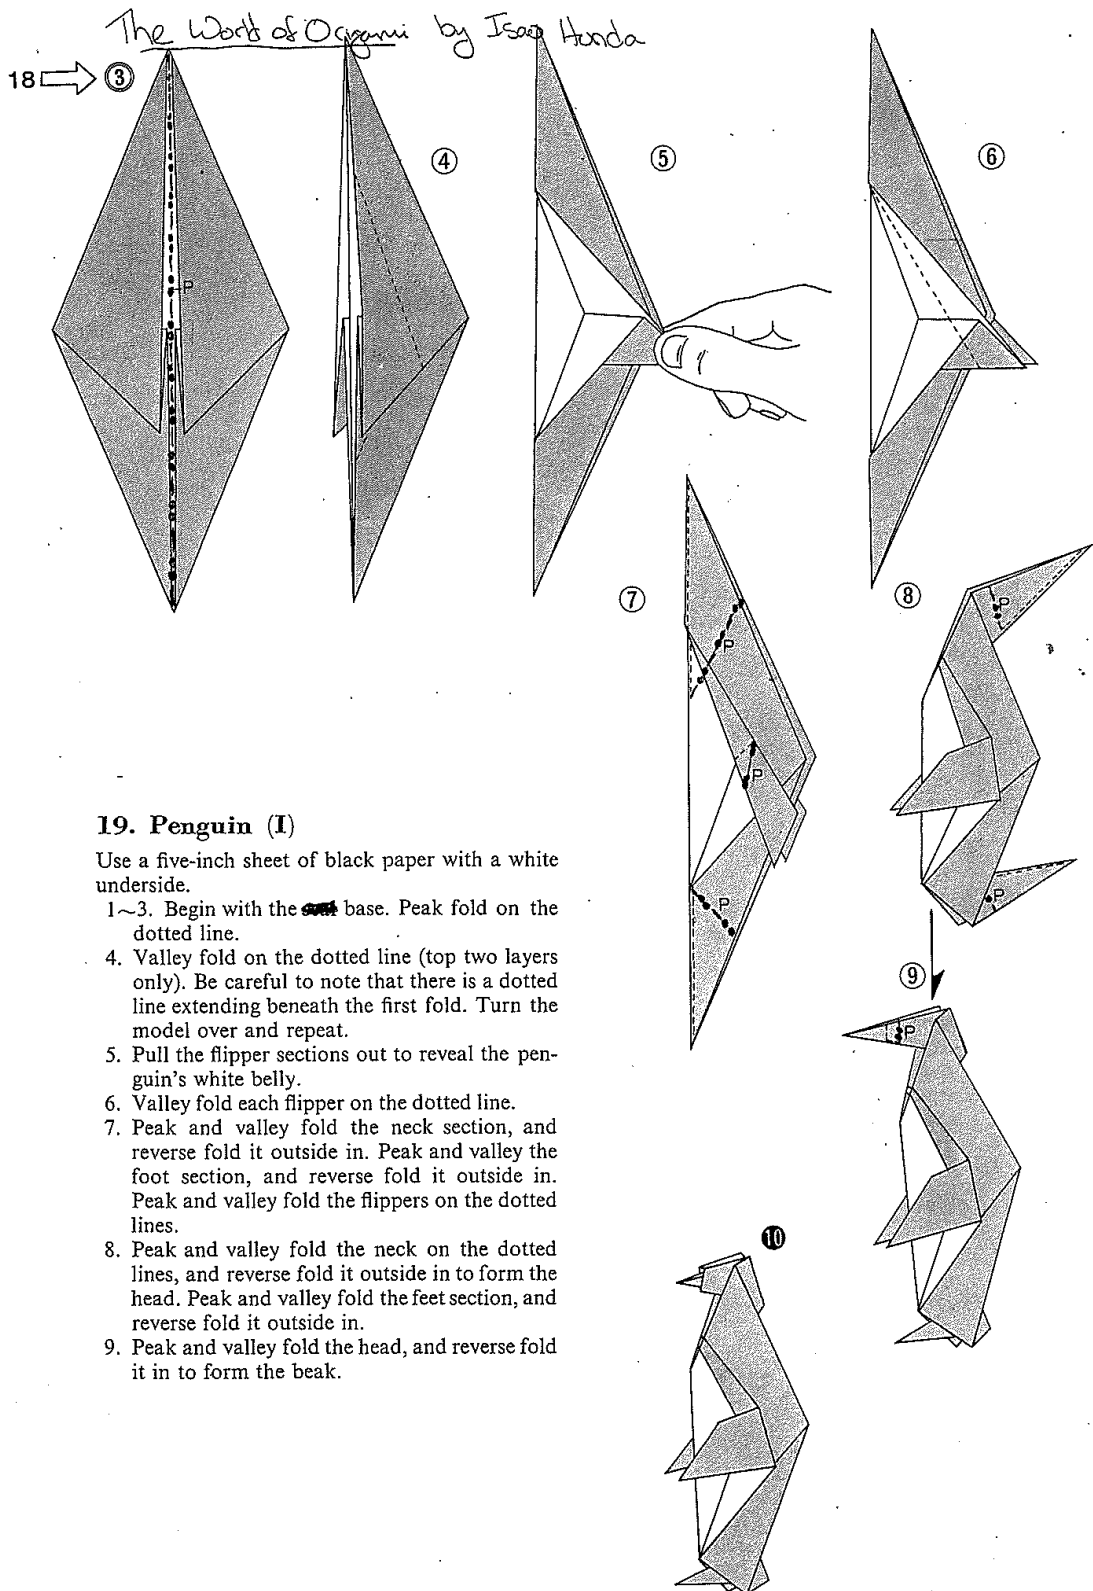 The World of Origami by Isao Honda
18 ③
④
⑤
⑥
P
⑦
P
P
P
⑧
P
P
⑨
P
❿
19. Penguin (I)
Use a five-inch sheet of black paper with a white
underside.
1~3. Begin with the base. Peak fold on the
dotted line.
4. Valley fold on the dotted line (top two layers
only). Be careful to note that there is a dotted
line extending beneath the first fold. Turn the
model over and repeat.
5. Pull the flipper sections out to reveal the pen-
guin's white belly.
6. Valley fold each flipper on the dotted line.
7. Peak and valley fold the neck section, and
reverse fold it outside in. Peak and valley the
foot section, and reverse fold it outside in.
Peak and valley fold the flippers on the dotted
lines.
8. Peak and valley fold the neck on the dotted
lines, and reverse fold it outside in to form the
head. Peak and valley fold the feet section, and
reverse fold it outside in.
9. Peak and valley fold the head, and reverse fold
it in to form the beak.